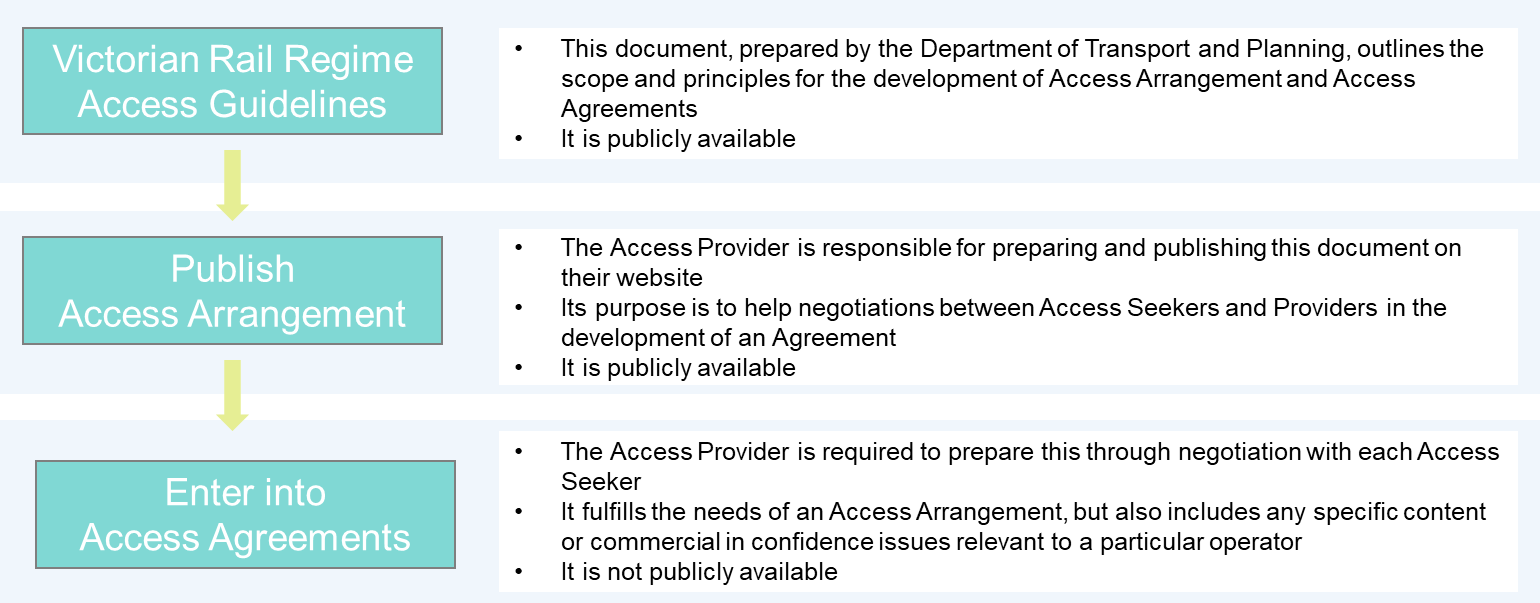 Victorian Rail Regime
Access Guidelines
• This document, prepared by the Department of Transport and Planning, outlines the
scope and principles for the development of Access Arrangement and Access
Agreements
• It is publicly available
Publish
Access Arrangement
• The Access Provider is responsible for preparing and publishing this document on
their website
• Its purpose is to help negotiations between Access Seekers and Providers in the
development of an Agreement
• It is publicly available
Enter into
Access Agreements
• The Access Provider is required to prepare this through negotiation with each Access
Seeker
• It fulfills the needs of an Access Arrangement, but also includes any specific content
or commercial in confidence issues relevant to a particular operator
• It is not publicly available